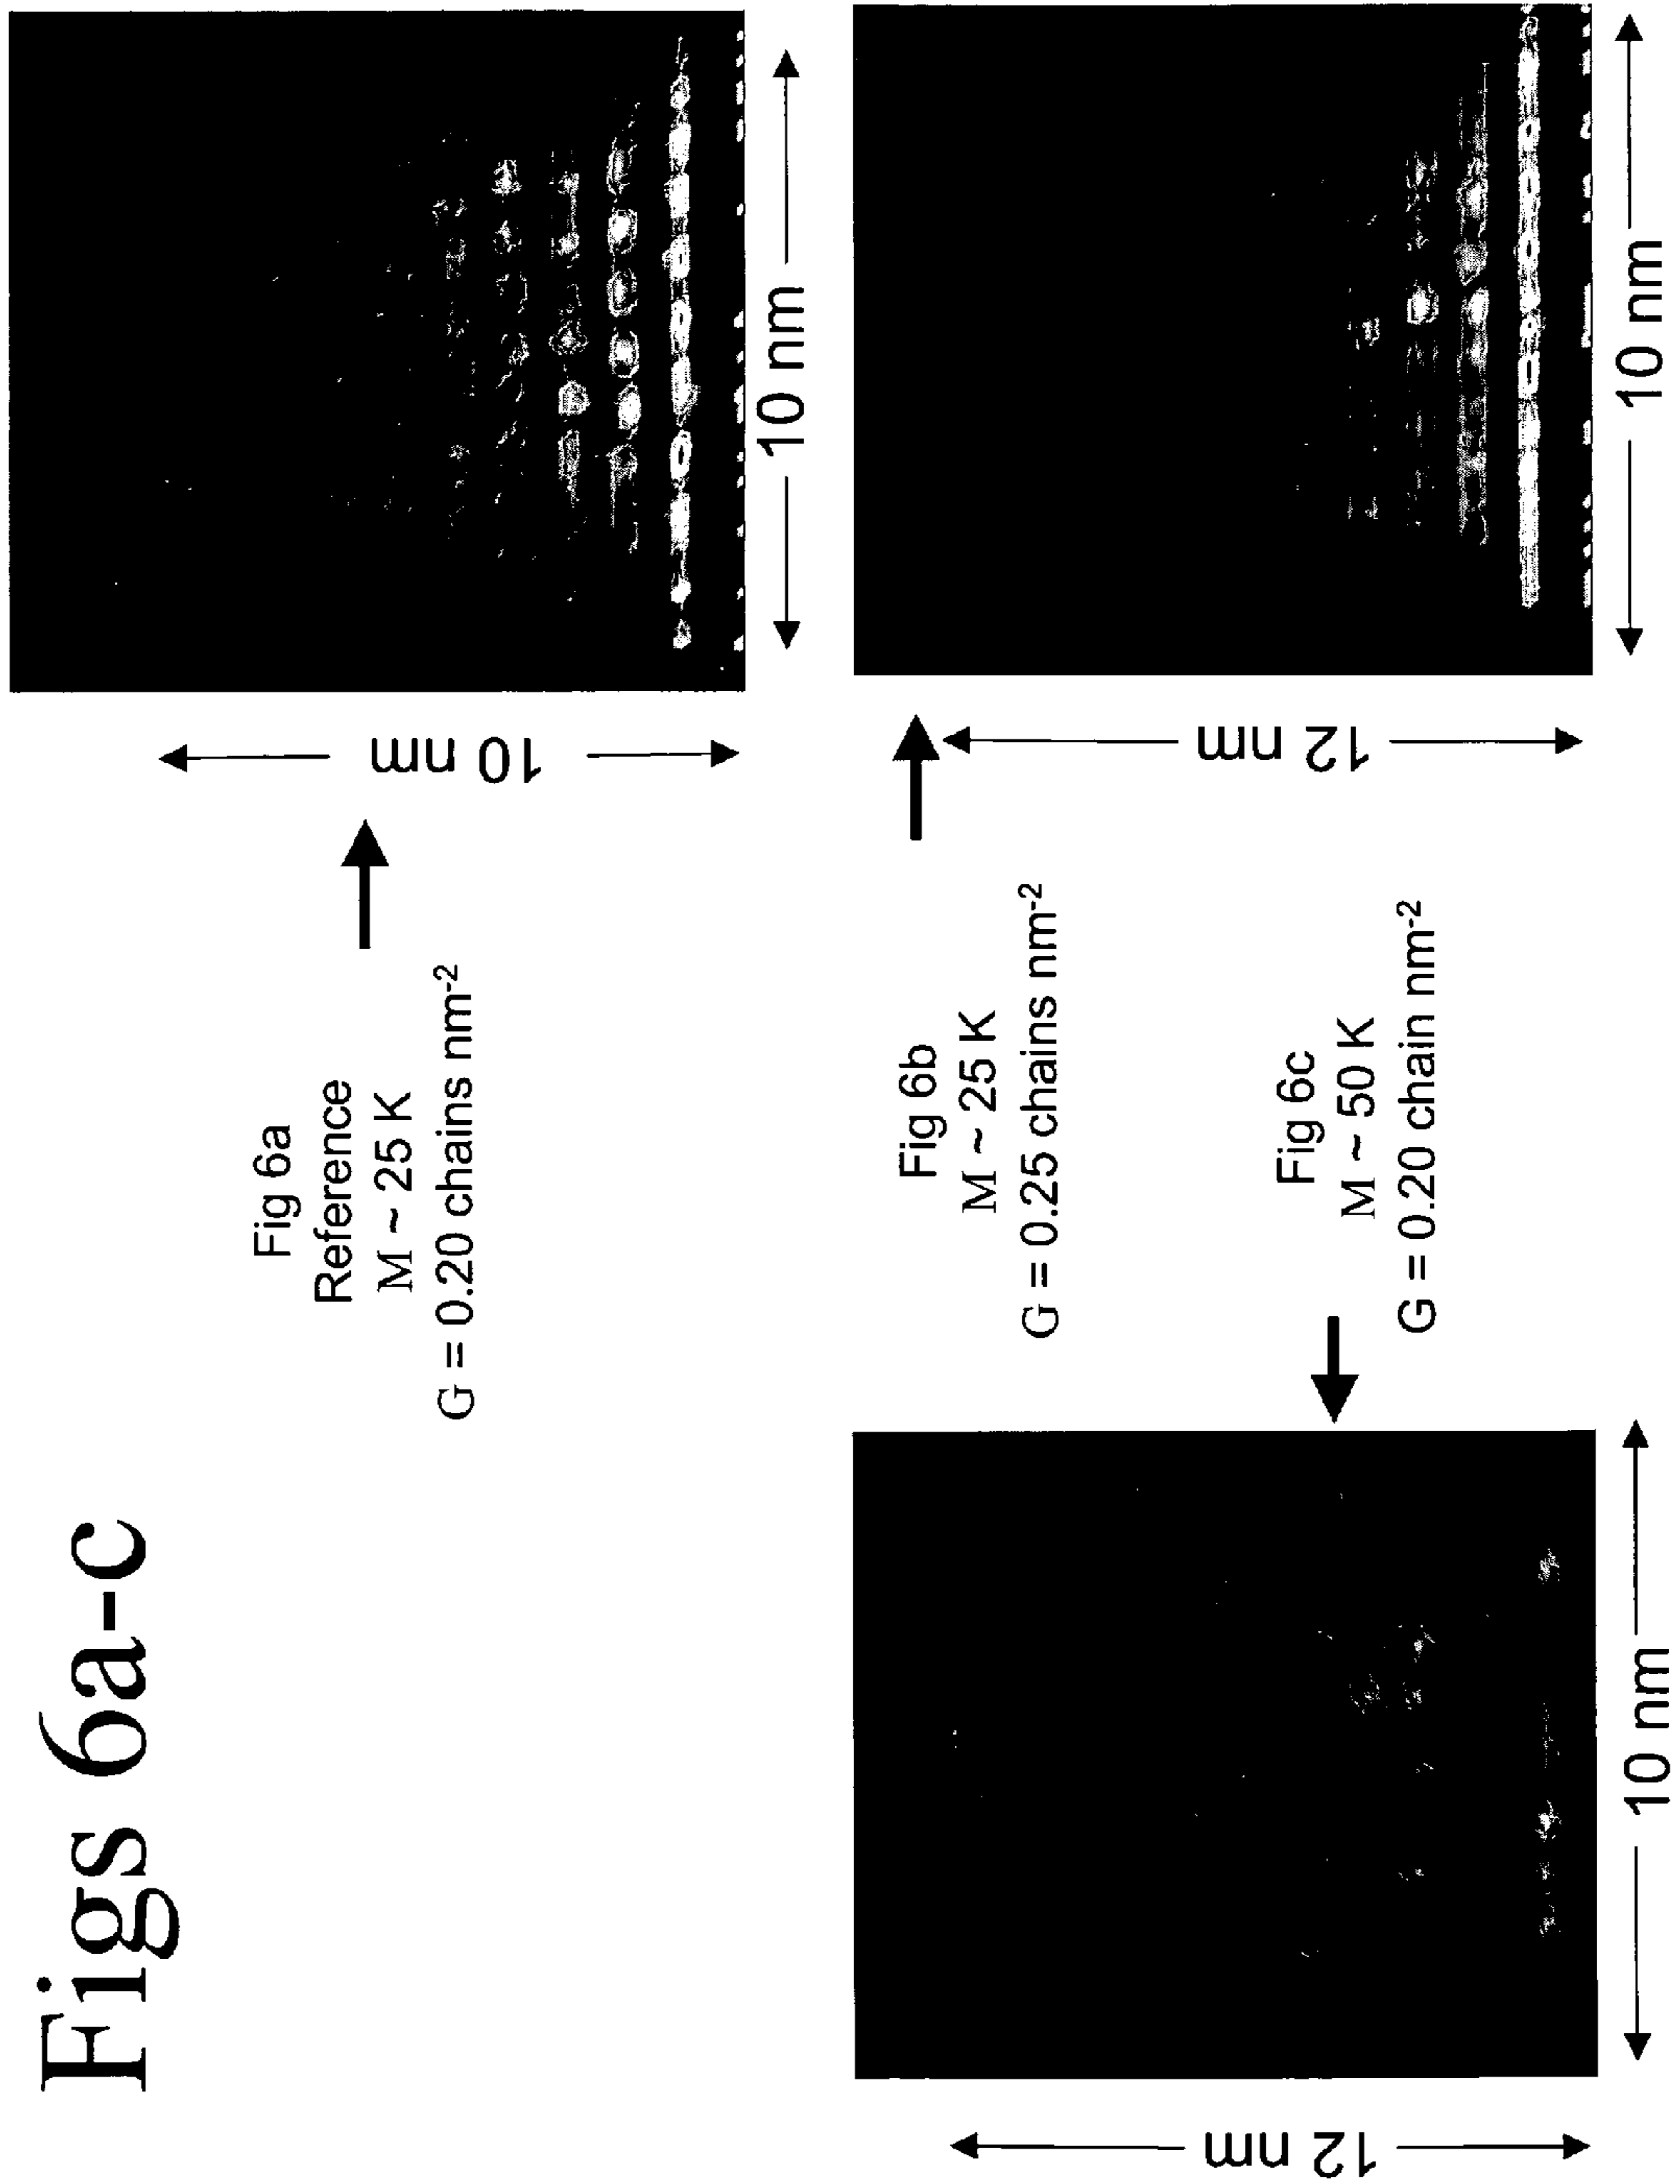 Figs 6a-c
Fig 6a
Reference
M ~ 25 K
G = 0.20 chains nm-2
10 nm
10 nm
Fig 6b
M ~ 25 K
G = 0.25 chains nm-2
12 nm
10 nm
Fig 6c
M ~ 50 K
G = 0.20 chain nm-2
12 nm
10 nm